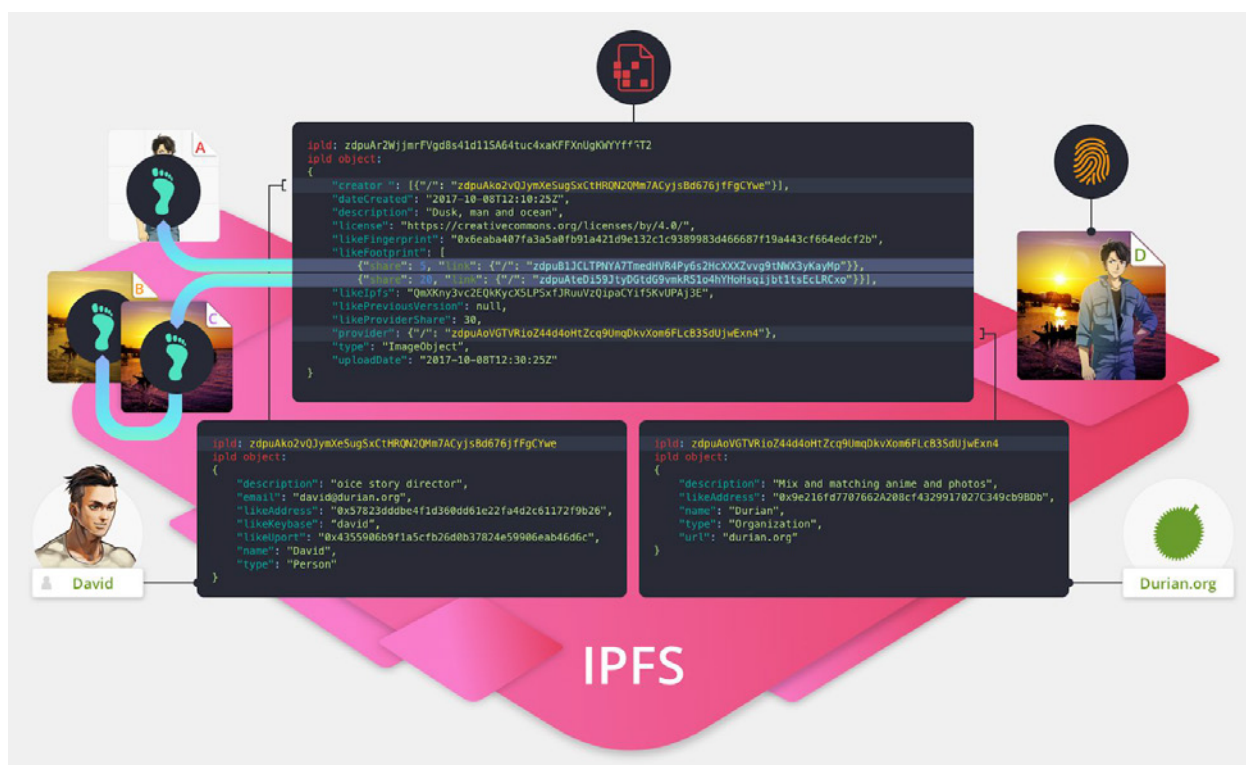 A
B
C
D
ipld: zdpuAr2WjjmrFVgd8s41d11SA64tuc4xaKFFXnUgKWYYffGT2
ipld object:
{
"creator ": [{"/": "zdpuAko2vQJymXeSugSxCtHRQN2QMm7ACyjsBd676jfFgCYwe"}],
"dateCreated": "2017-10-08T12:10:25Z",
"description": "Dusk, man and ocean",
"license": "https://creativecommons.org/licenses/by/4.0/",
"likeFingerprint": "0x6eaba407fa3a5a0fb91a421d9e132c1c9389983d466687f19a443cf664edcf2b",
"likeFootprint": [
{"share": 5, "link": {"/": "zdpuB1JCLTPNYA7TmedHVR4Py6s2HcXXXZvvg9tNWX3yKayMp"}},
{"share": 20, "link": {"/": "zdpuAteDi59JtyDGtdG9vmkRS1o4hYHoHsqijbt1tsEcLRCxo"}}],
"likeIpfs": "QmXKny3vc2EQkKycX5LPSxfJRuuVzQipaCYif5KvUPAj3E",
"likePreviousVersion": null,
"likeProviderShare": 30,
"provider": {"/": "zdpuAoVGTVRioZ44d4oHtZcq9UmqDkvXom6FLcB3SdUjwExn4"},
"type": "ImageObject",
"uploadDate": "2017-10-08T12:30:25Z"
}
ipld: zdpuAko2vQJymXeSugSxCtHRQN2QMm7ACyjsBd676jfFgCYwe
ipld object:
{
"description": "oice story director",
"email": "david@durian.org",
"likeAddress": "0x57823dddbe4f1d360dd61e22fa4d2c61172f9b26",
"likeKeybase": "david",
"likeUport": "0x4355906b9f1a5cfb26d0b37824e59906eab46d6c",
"name": "David",
"type": "Person"
}
David
ipld: zdpuAoVGTVRioZ44d4oHtZcq9UmqDkvXom6FLcB3SdUjwExn4
ipld object:
{
"description": "Mix and matching anime and photos",
"likeAddress": "0x9e216fd7707662A208cf4329917027C349cb9BDb",
"name": "Durian",
"type": "Organization",
"url": "durian.org"
}
Durian.org
IPFS